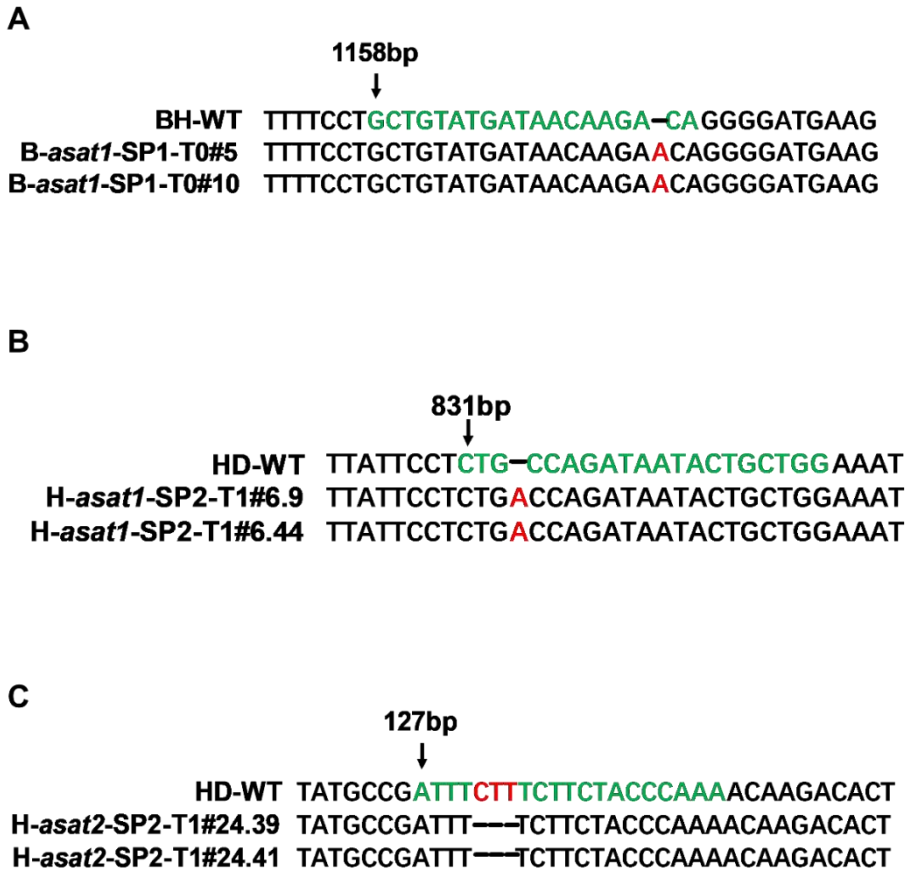 A
1158bp
BH-WT TTTTCCTGCTGTATGATAACAAGA–CAGGGGATGAAG
B-asat1-SP1-T0#5 TTTTCCTGCTGTATGATAACAAGAACAGGGGATGAAG
B-asat1-SP1-T0#10 TTTTCCTGCTGTATGATAACAAGAACAGGGGATGAAG
B
831bp
HD-WT TTATTCCTCTG–CCAGATAATACTGCTGGAAAT
H-asat1-SP2-T1#6.9 TTATTCCTCTGACCAGATAATACTGCTGGAAAT
H-asat1-SP2-T1#6.44 TTATTCCTCTGACCAGATAATACTGCTGGAAAT
C
127bp
HD-WT TATGCCGATTTCTTTCTTCTACCCAAAACAAGACACT
H-asat2-SP2-T1#24.39 TATGCCGATTT---TCTTCTACCCAAAACAAGACACT
H-asat2-SP2-T1#24.41 TATGCCGATTT---TCTTCTACCCAAAACAAGACACT